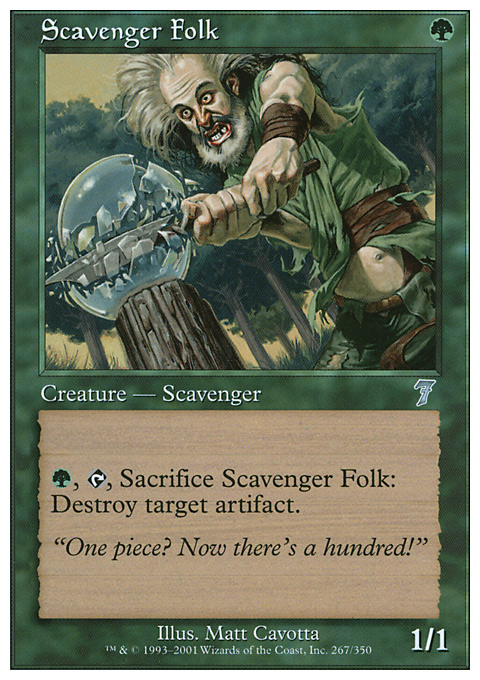 Scavenger Folk
Creature — Scavenger
, , Sacrifice Scavenger Folk:
Destroy target artifact.
“One piece? Now there’s a hundred!”
Illus. Matt Cavotta
™ & © 1993–2001 Wizards of the Coast, Inc. 267/350
1/1